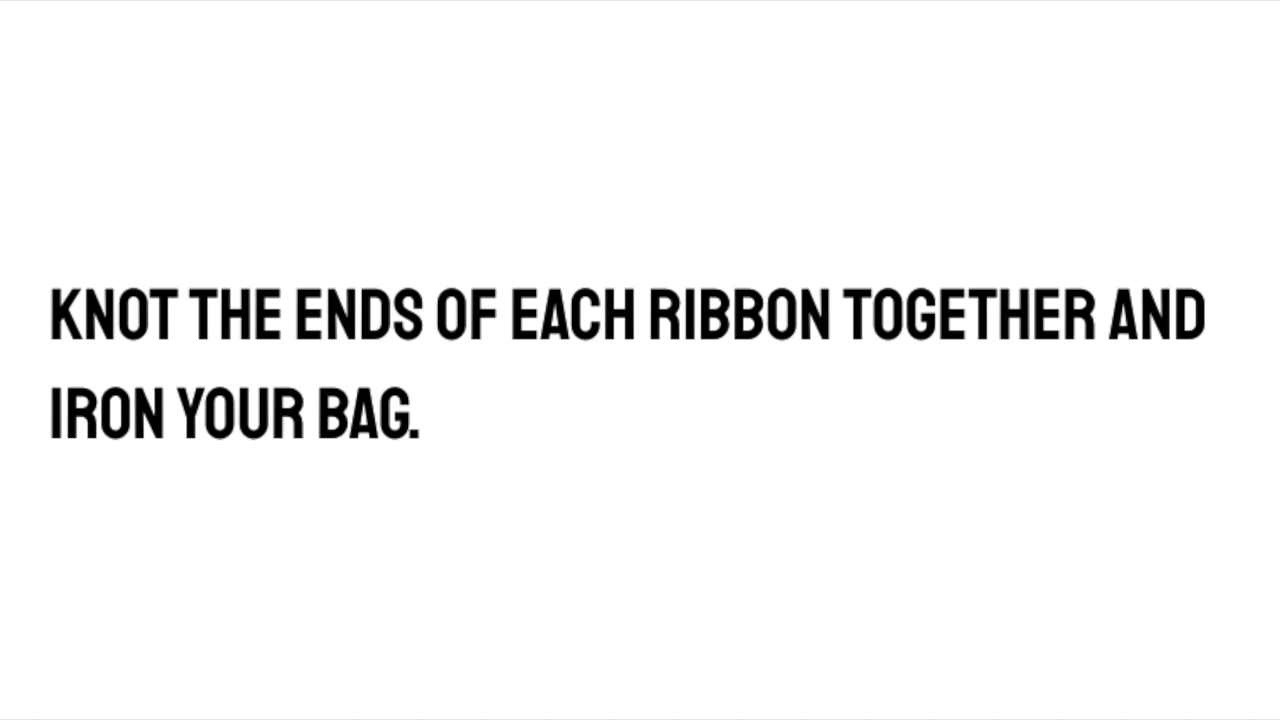 KNOT THE ENDS OF EACH RIBBON TOGETHER AND
IRON YOUR BAG.